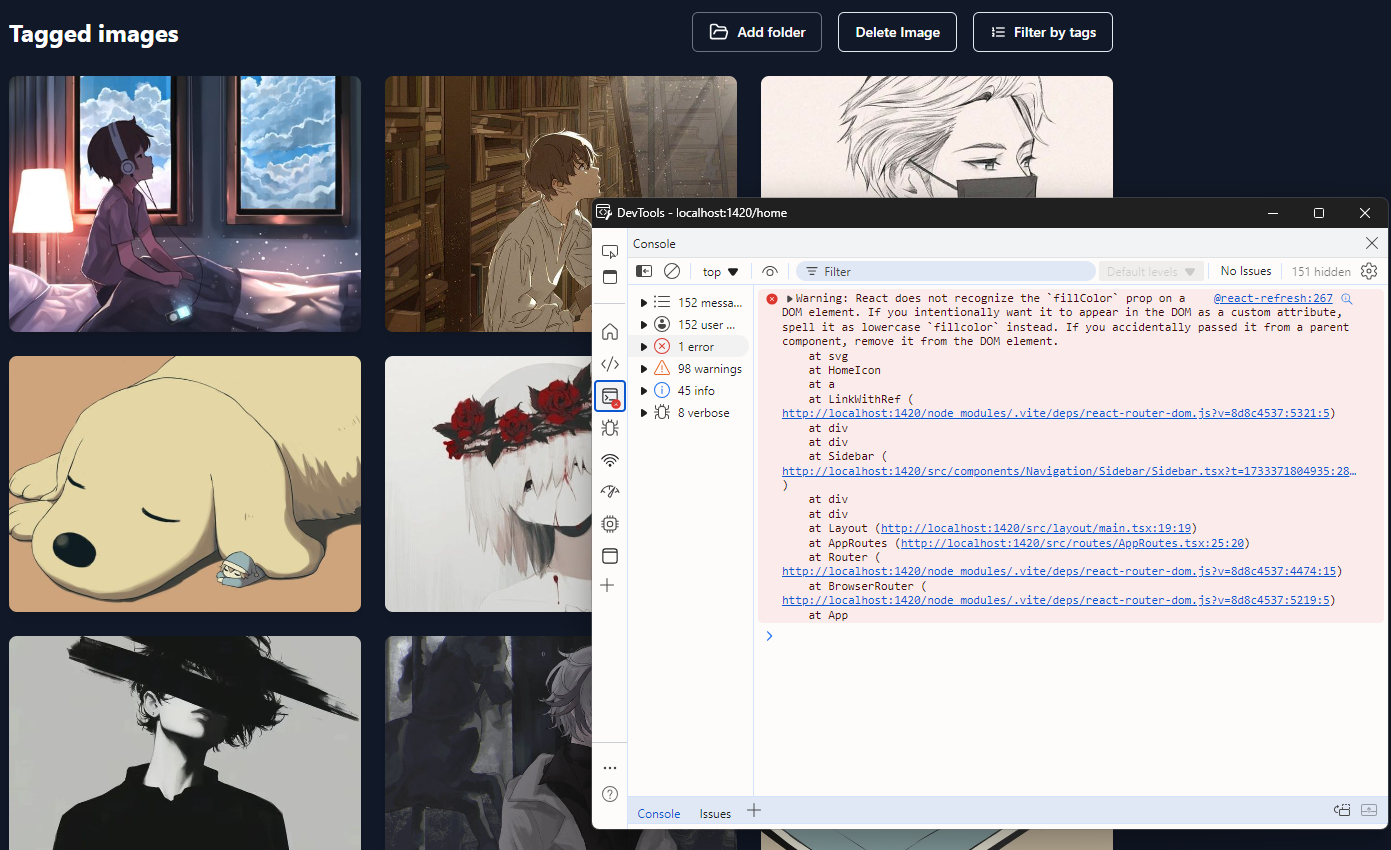 Tagged images
Add folder
Delete Image
Filter by tags
DevTools - localhost:1420/home
Console
top
Filter
Default levels
No Issues
151 hidden
152 messa...
152 user ...
1 error
98 warnings
45 info
8 verbose
Warning: React does not recognize the `fillColor` prop on a @react-refresh:267
DOM element. If you intentionally want it to appear in the DOM as a custom attribute,
spell it as lowercase `fillcolor` instead. If you accidentally passed it from a parent
component, remove it from the DOM element.
at svg
at HomeIcon
at a
at LinkWithRef (
http://localhost:1420/node_modules/.vite/deps/react-router-dom.js?v=8d8c4537:5321:5)
at div
at div
at Sidebar (
http://localhost:1420/src/components/Navigation/Sidebar/Sidebar.tsx?t=1733371804935:28…
)
at div
at div
at Layout (http://localhost:1420/src/layout/main.tsx:19:19)
at AppRoutes (http://localhost:1420/src/routes/AppRoutes.tsx:25:20)
at Router (
http://localhost:1420/node_modules/.vite/deps/react-router-dom.js?v=8d8c4537:4474:15)
at BrowserRouter (
http://localhost:1420/node_modules/.vite/deps/react-router-dom.js?v=8d8c4537:5219:5)
at App
Console
Issues